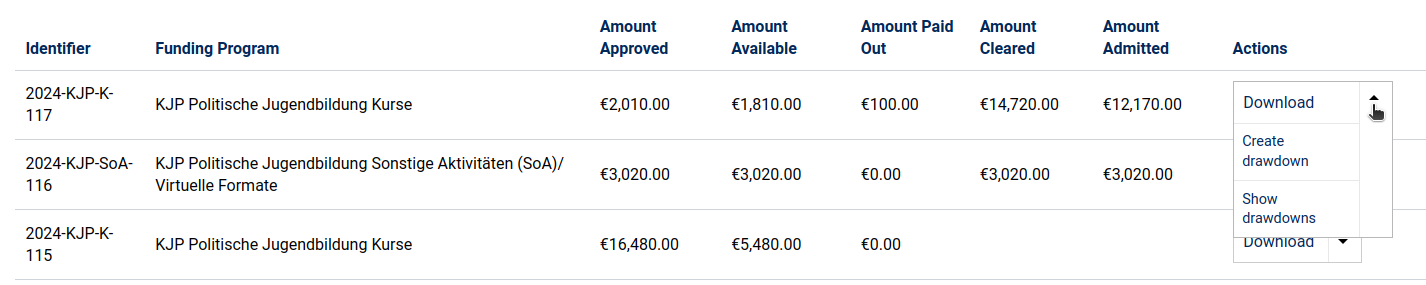 Identifier Funding Program Amount Approved Amount Available Amount Paid Out Amount Cleared Amount Admitted Actions
2024-KJP-K-
117 KJP Politische Jugendbildung Kurse €2,010.00 €1,810.00 €100.00 €14,720.00 €12,170.00 Download
Create
drawdown
Show
drawdowns
2024-KJP-SoA-
116 KJP Politische Jugendbildung Sonstige Aktivitäten (SoA)/
Virtuelle Formate €3,020.00 €3,020.00 €0.00 €3,020.00 €3,020.00
2024-KJP-K-
115 KJP Politische Jugendbildung Kurse €16,480.00 €5,480.00 €0.00 Download